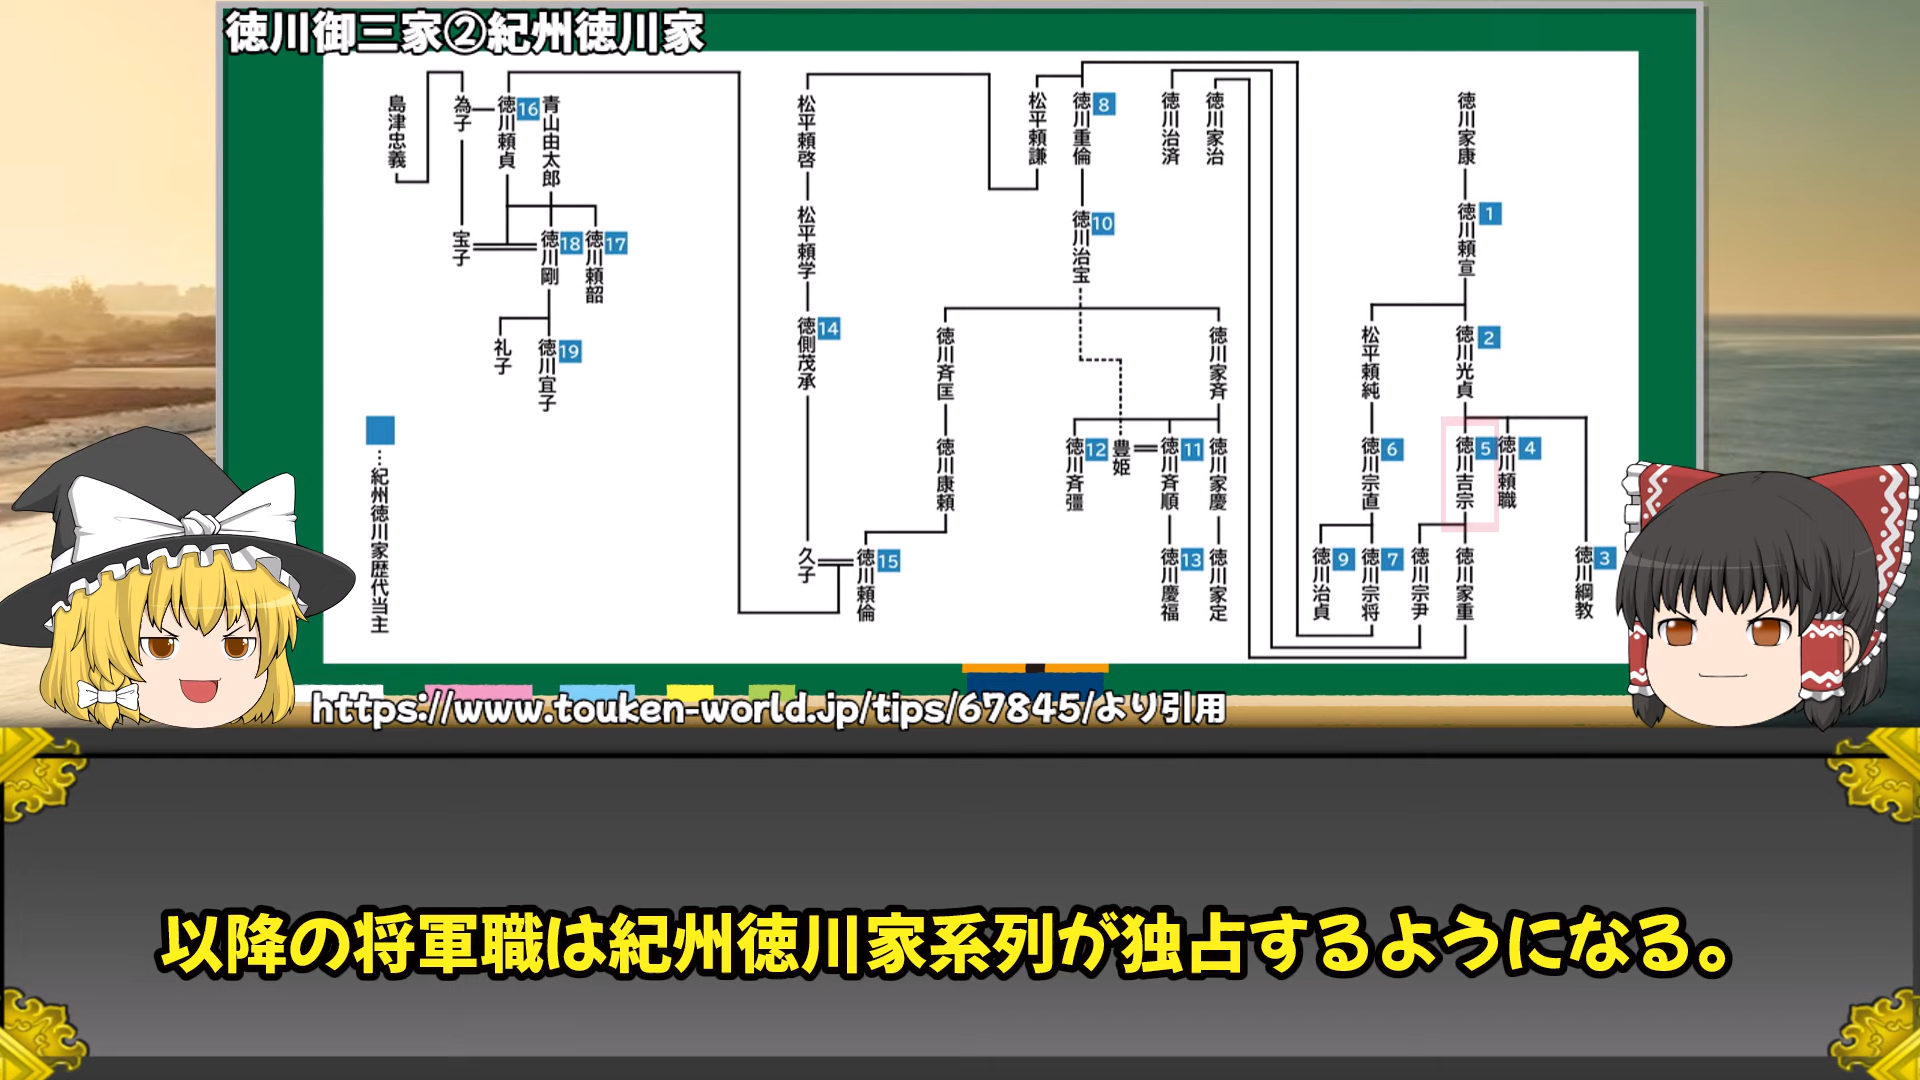 徳川御三家②紀州徳川家
徳川家康
徳川頼宣 1
徳川光貞 2
松平頼純
徳川綱教 3
徳川頼職 4
徳川吉宗 5
徳川宗直 6
徳川家重
徳川宗尹
徳川宗将 7
徳川治貞 9
徳川家治
徳川治済
徳川重倫 8
松平頼謙
徳川治宝 10
徳川家斉
徳川斉匡
徳川家慶
徳川斉順 11
豊姫
徳川斉彊 12
徳川康頼
徳川家定
徳川慶福 13
徳川頼倫 15
久子
松平頼啓
松平頼学
徳側茂承 14
青山由太郎
徳川頼貞 16
為子
島津忠義
徳川頼韶 17
徳川剛 18
宝子
徳川宜子 19
礼子
…紀州徳川家歴代当主
https://www.touken-world.jp/tips/67845/より引用
以降の将軍職は紀州徳川家系列が独占するようになる。